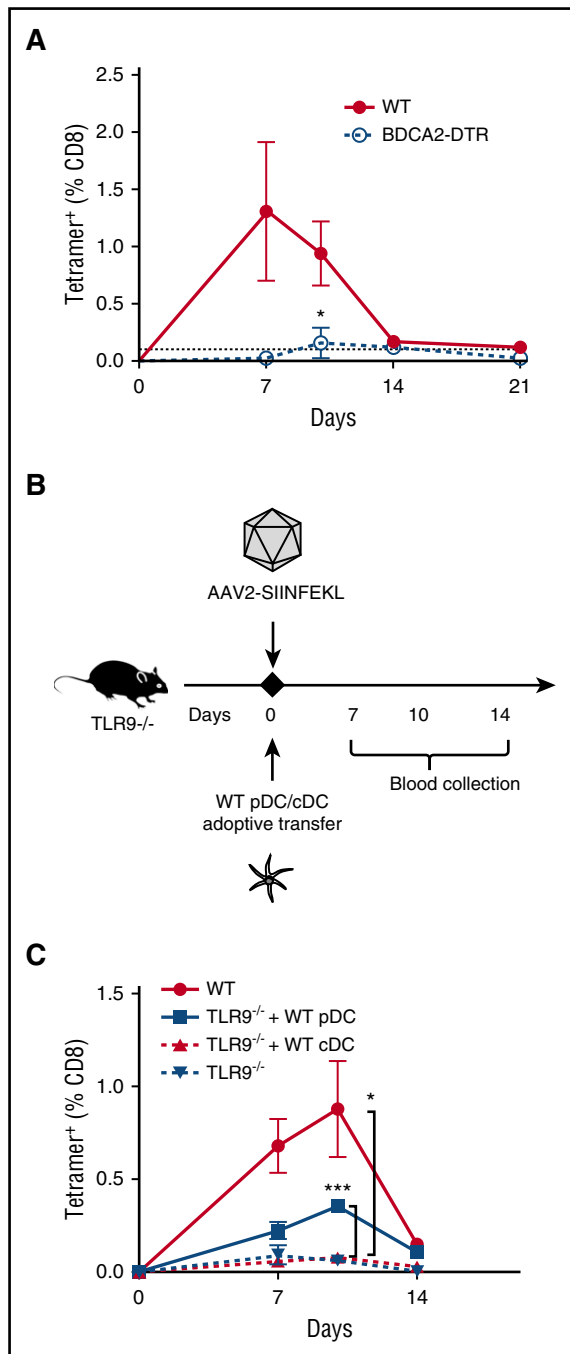 A
2.5
2.0
1.5
1.0
0.5
0.0
Tetramer⁺ (% CD8)
WT
BDCA2-DTR
*
0 7 14 21
Days
B
AAV2-SIINFEKL
TLR9-/-
Days 0 7 10 14
Blood collection
WT pDC/cDC
adoptive transfer
C
WT
TLR9⁻/⁻ + WT pDC
TLR9⁻/⁻ + WT cDC
TLR9⁻/⁻
1.5
1.0
0.5
0.0
Tetramer⁺ (% CD8)
*
***
0 7 14
Days